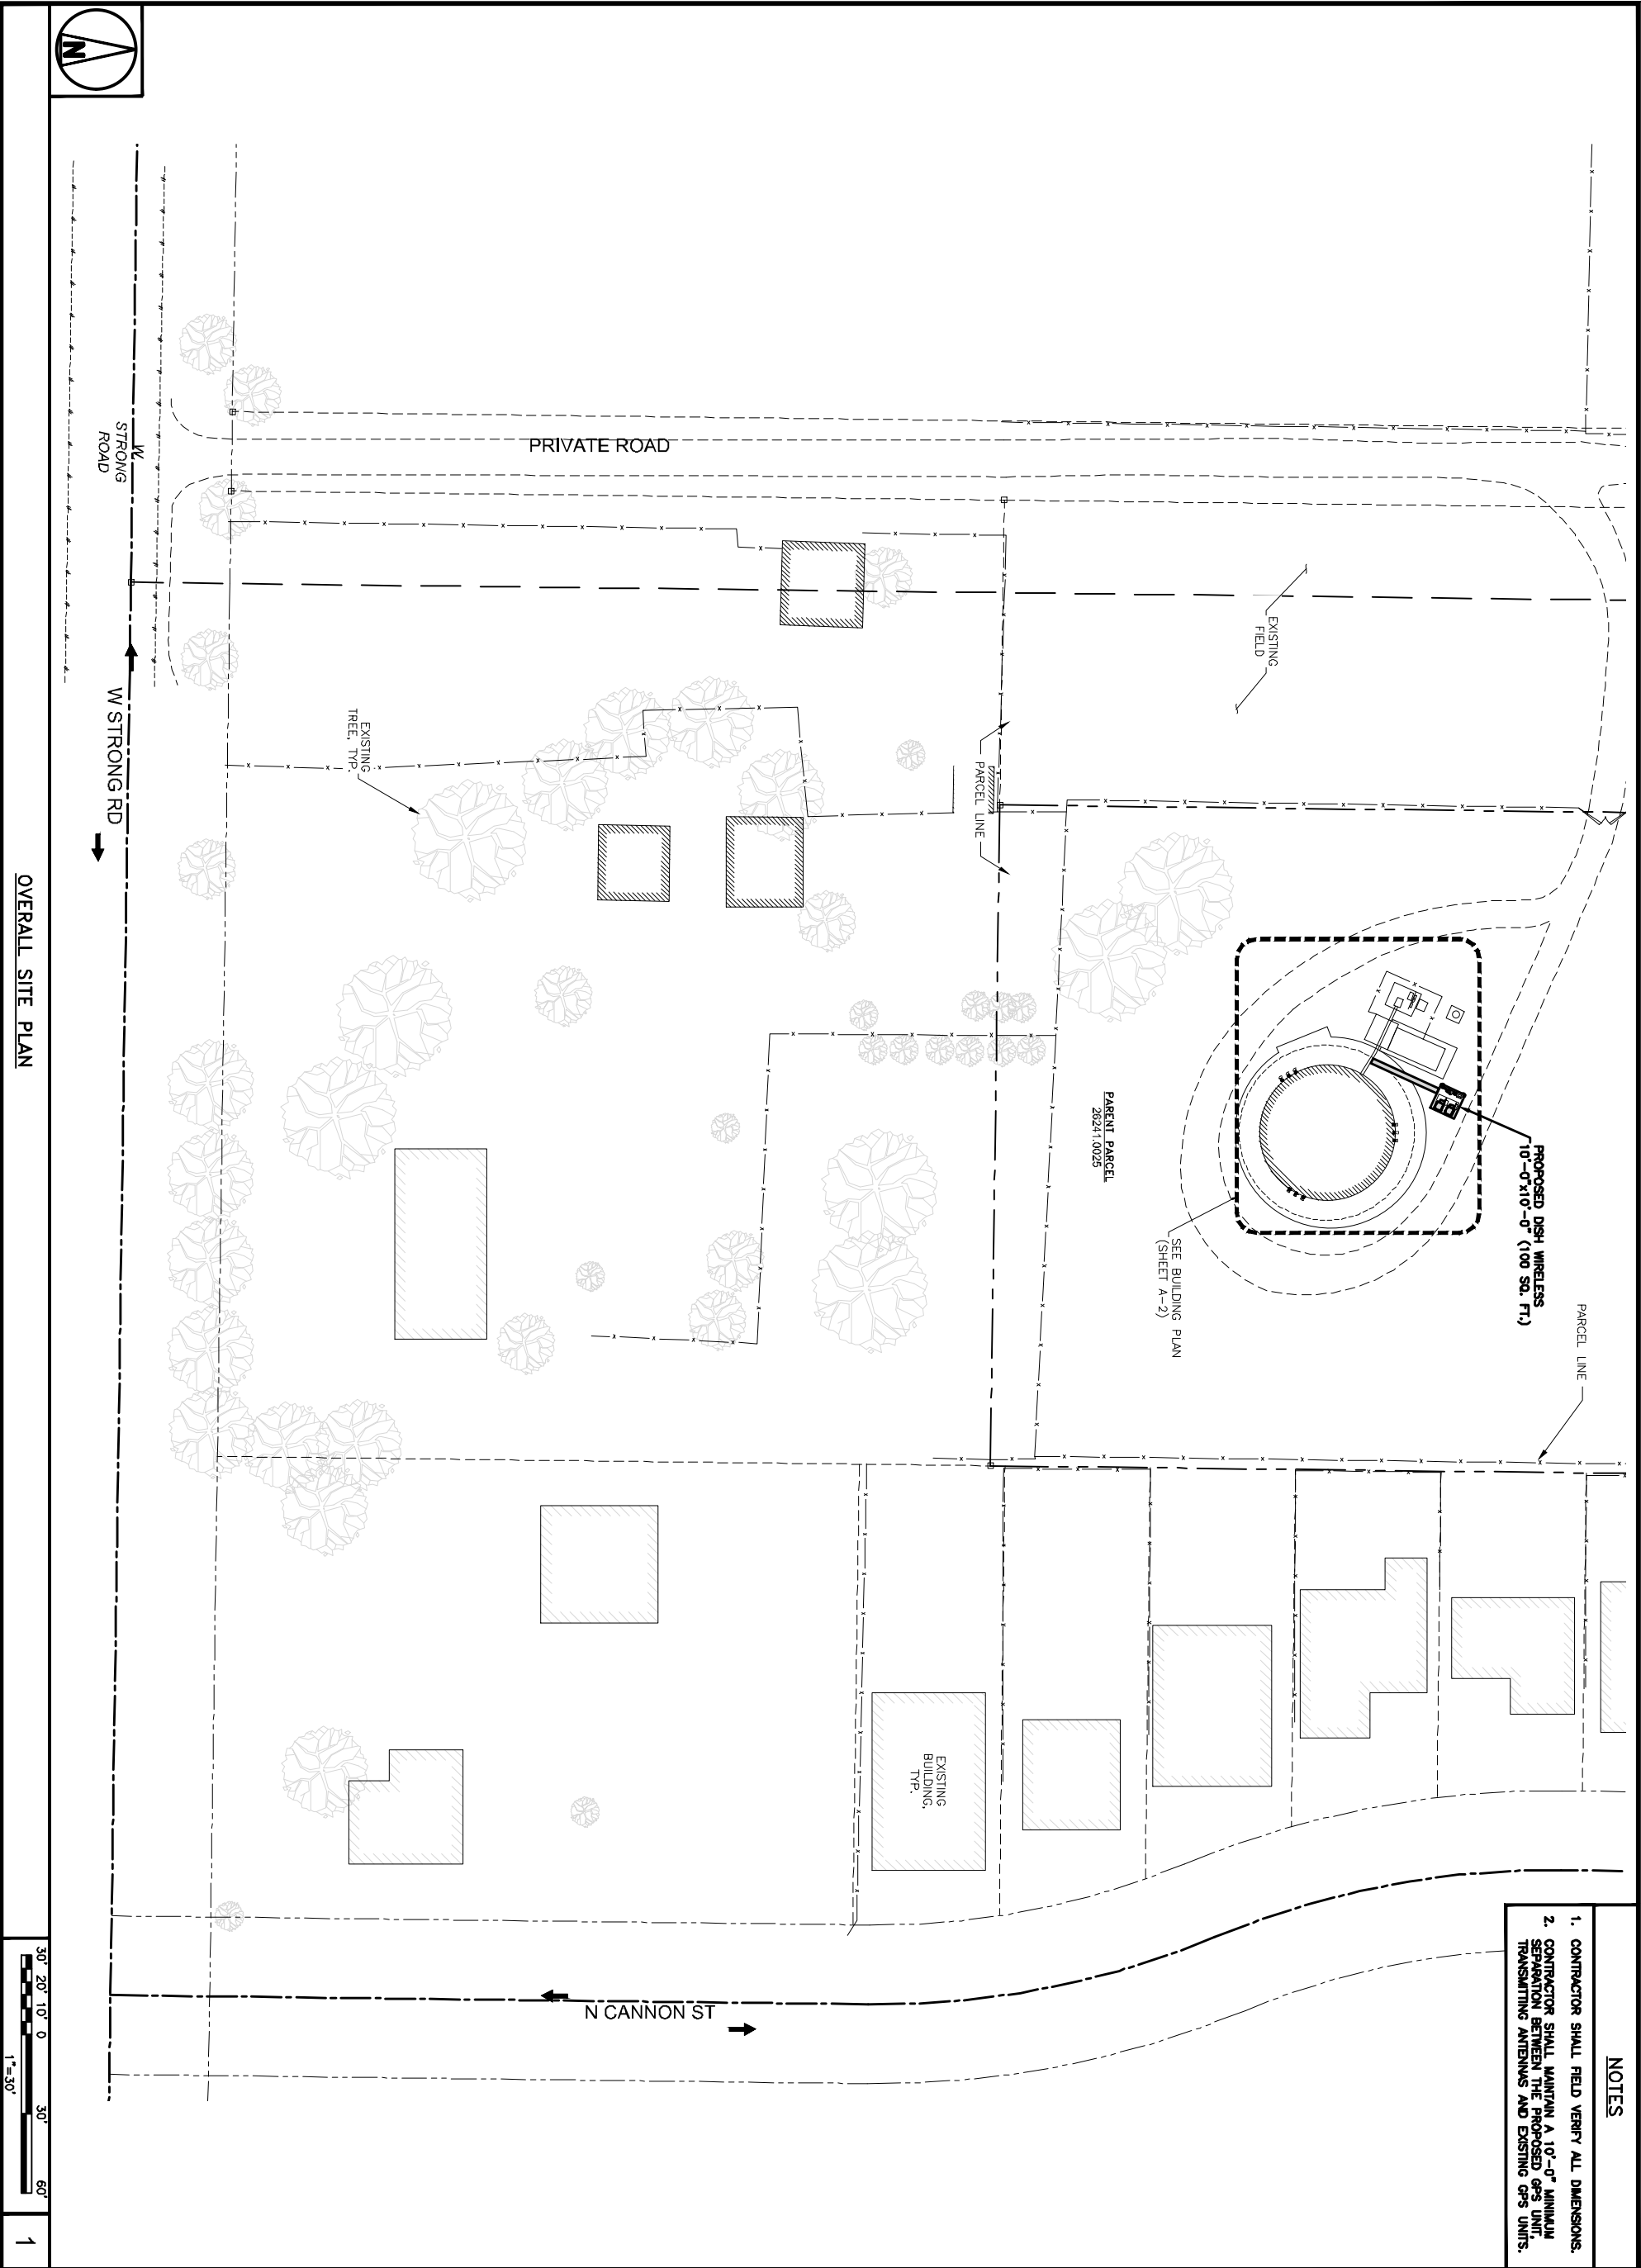 NOTES
1. CONTRACTOR SHALL FIELD VERIFY ALL DIMENSIONS.
2. CONTRACTOR SHALL MAINTAIN A 10'-0" MINIMUM
SEPARATION BETWEEN THE PROPOSED GPS UNIT,
TRANSMITTING ANTENNAS AND EXISTING GPS UNITS.
PARCEL LINE
PROPOSED DISH WIRELESS
10'-0"x10'-0" (100 SQ. FT.)
EXISTING
FIELD
SEE BUILDING PLAN
(SHEET A-2)
PARENT PARCEL
26241.0025
PARCEL LINE
EXISTING
BUILDING,
TYP.
PRIVATE ROAD
N CANNON ST
EXISTING
TREE, TYP.
W
STRONG
ROAD
W STRONG RD
N
OVERALL SITE PLAN
30' 20' 10' 0 30' 60'
1"=30'
1